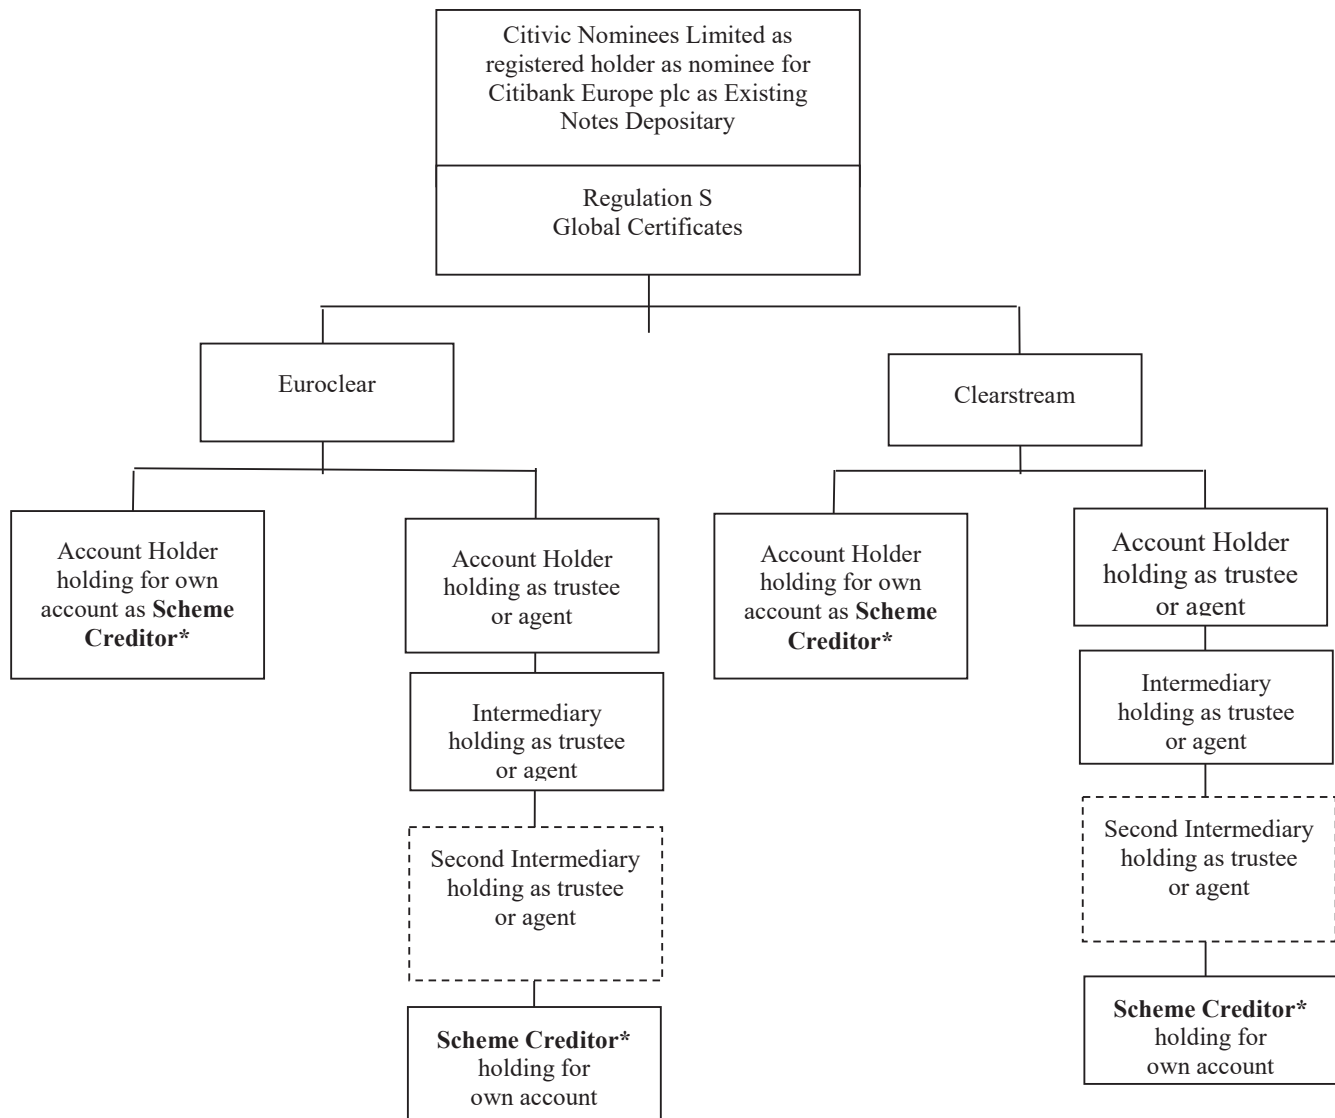 Citivic Nominees Limited as
registered holder as nominee for
Citibank Europe plc as Existing
Notes Depositary
Regulation S
Global Certificates
Euroclear
Clearstream
Account Holder
holding for own
account as Scheme
Creditor*
Account Holder
holding as trustee
or agent
Account Holder
holding for own
account as Scheme
Creditor*
Account Holder
holding as trustee
or agent
Intermediary
holding as trustee
or agent
Intermediary
holding as trustee
or agent
Second Intermediary
holding as trustee
or agent
Second Intermediary
holding as trustee
or agent
Scheme Creditor*
holding for
own account
Scheme Creditor*
holding for
own account